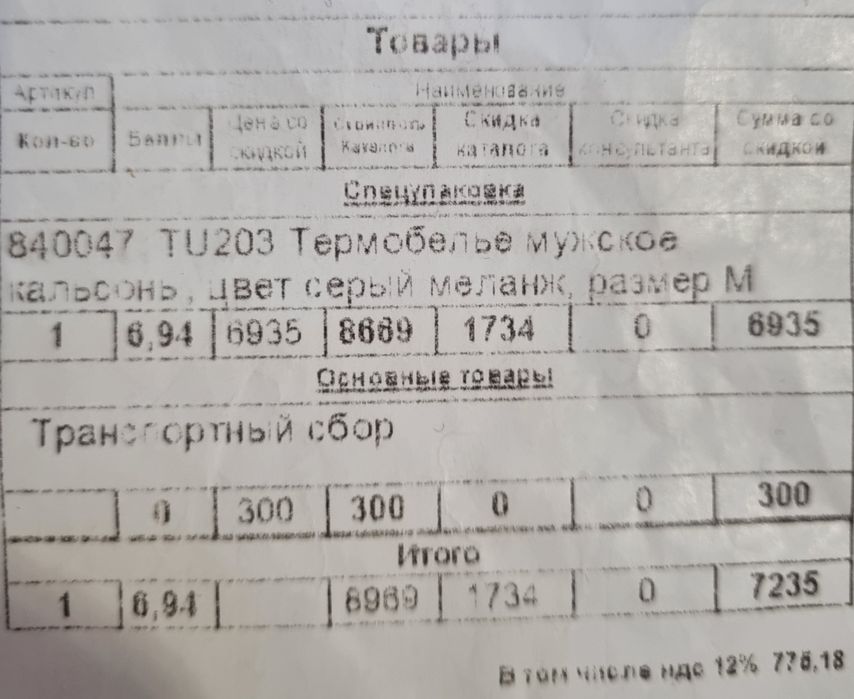 Товары
Артикул Наименование
Кол-во Баллы Цена со скидкой Стоимость Каталога Скидка каталога Скидка консультанта Сумма со скидкой
Спецупаковка
840047 TU203 Термобелье мужское
кальсоны, цвет серый меланж, размер М
1 6,94 6935 8669 1734 0 6935
Основные товары
Транспортный сбор
0 300 300 0 0 300
Итого
1 6,94 8969 1734 0 7235
В том числе ндс 12% 775,18